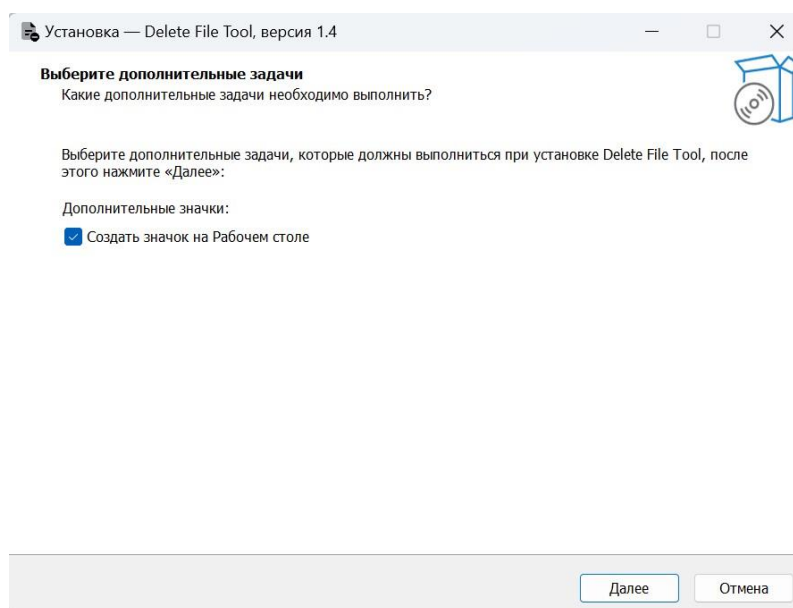 Установка — Delete File Tool, версия 1.4
Выберите дополнительные задачи
Какие дополнительные задачи необходимо выполнить?
Выберите дополнительные задачи, которые должны выполниться при установке Delete File Tool, после
этого нажмите «Далее»:
Дополнительные значки:
Создать значок на Рабочем столе
Далее
Отмена